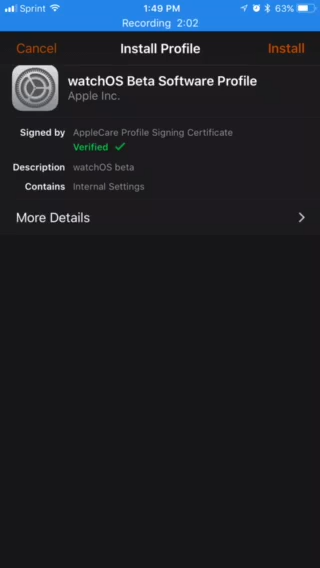 Sprint 1:49 PM 63%
Recording 2:02
Cancel Install Profile Install
watchOS Beta Software Profile
Apple Inc.
Signed by AppleCare Profile Signing Certificate
Verified
Description watchOS beta
Contains Internal Settings
More Details